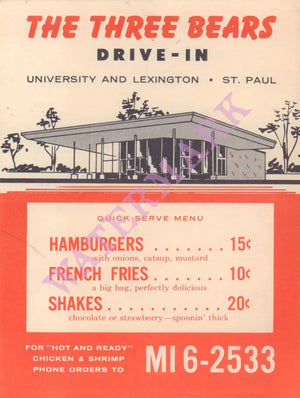 THE THREE BEARS
DRIVE-IN
UNIVERSITY AND LEXINGTON • ST. PAUL
WATERMARK
QUICK SERVE MENU
HAMBURGERS ....... 15¢
with onions, catsup, mustard
FRENCH FRIES ....... 10¢
a big bag, perfectly delicious
SHAKES ........... 20¢
chocolate or strawberry—spoonin' thick
FOR "HOT AND READY"
CHICKEN & SHRIMP
PHONE ORDERS TO
MI 6-2533